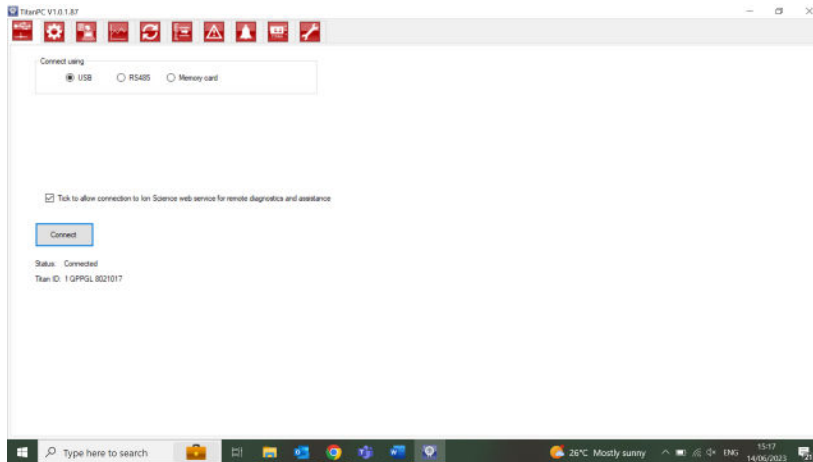 TitanPC V1.0.1.87
Connect using
USB RS485 Memory card
Tick to allow connection to Ion Science web service for remote diagnostics and assistance
Connect
Status: Connected
Titan ID: 1 QPPGL 8021017
Type here to search
26°C Mostly sunny
ENG
15:17
14/06/2023
21